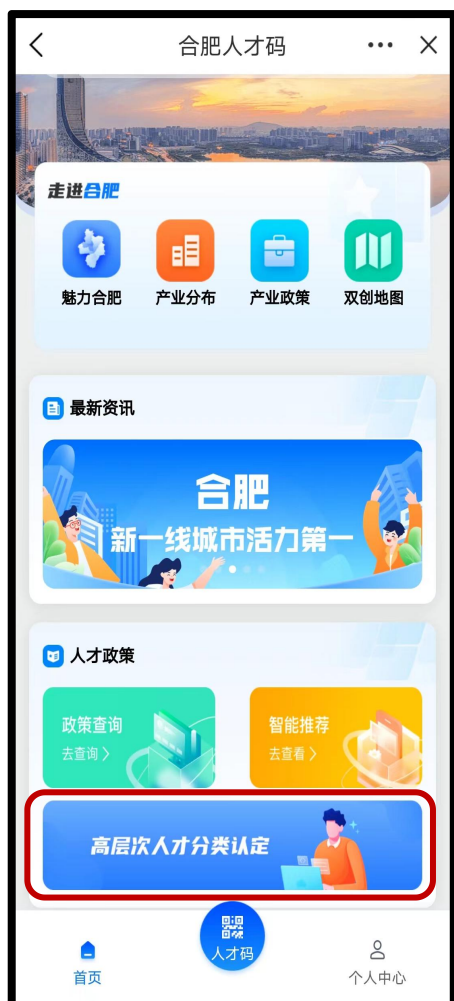 合肥人才码
走进合肥
魅力合肥 产业分布 产业政策 双创地图
最新资讯
合肥
新一线城市活力第一
人才政策
政策查询 智能推荐
去查询 〉 去查看 〉
高层次人才分类认定
人才码
首页 个人中心